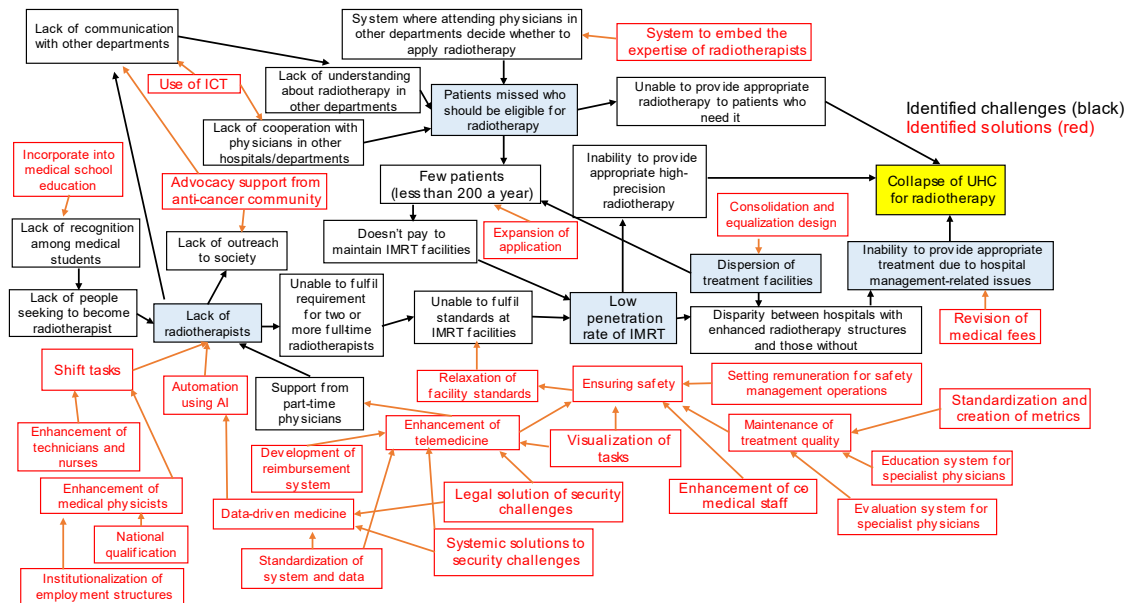 Lack of communication
with other departments
System where attending physicians in
other departments decide whether to
apply radiotherapy
System to embed the
expertise of radiotherapists
Use of ICT
Lack of understanding
about radiotherapy in
other departments
Patients missed who
should be eligible for
radiotherapy
Unable to provide appropriate
radiotherapy to patients who
need it
Identified challenges (black)
Identified solutions (red)
Lack of cooperation with
physicians in other
hospitals/departments
Incorporate into
medical school
education
Advocacy support from
anti-cancer community
Few patients
(less than 200 a year)
Inability to provide
appropriate high-
precision
radiotherapy
Collapse of UHC
for radiotherapy
Consolidation and
equalization design
Lack of recognition
among medical
students
Lack of outreach
to society
Doesn't pay to
maintain IMRT facilities
Expansion of
application
Dispersion of
treatment facilities
Inability to provide appropriate
treatment due to hospital
management-related issues
Lack of people
seeking to become
radiotherapist
Lack of
radiotherapists
Unable to fulfil
requirement
for two or
more full-time
radiotherapists
Unable to fulfil
standards at
IMRT facilities
Low
penetration
rate of IMRT
Disparity between hospitals with
enhanced radiotherapy structures
and those without
Revision of
medical fees
Shift tasks
Automation
using AI
Support from
part-time
physicians
Relaxation of
facility standards
Ensuring safety
Setting remuneration for safety
management operations
Standardization and
creation of metrics
Enhancement of
technicians and
nurses
Enhancement of
telemedicine
Visualization of
tasks
Maintenance of
treatment quality
Development of
reimbursement
system
Education system for
specialist physicians
Enhancement of
medical physicists
Data-driven medicine
Legal solution of security
challenges
Enhancement of co
medical staff
Evaluation system for
specialist physicians
National
qualification
Systemic solutions to
security challenges
Standardization of
system and data
Institutionalization of
employment structures